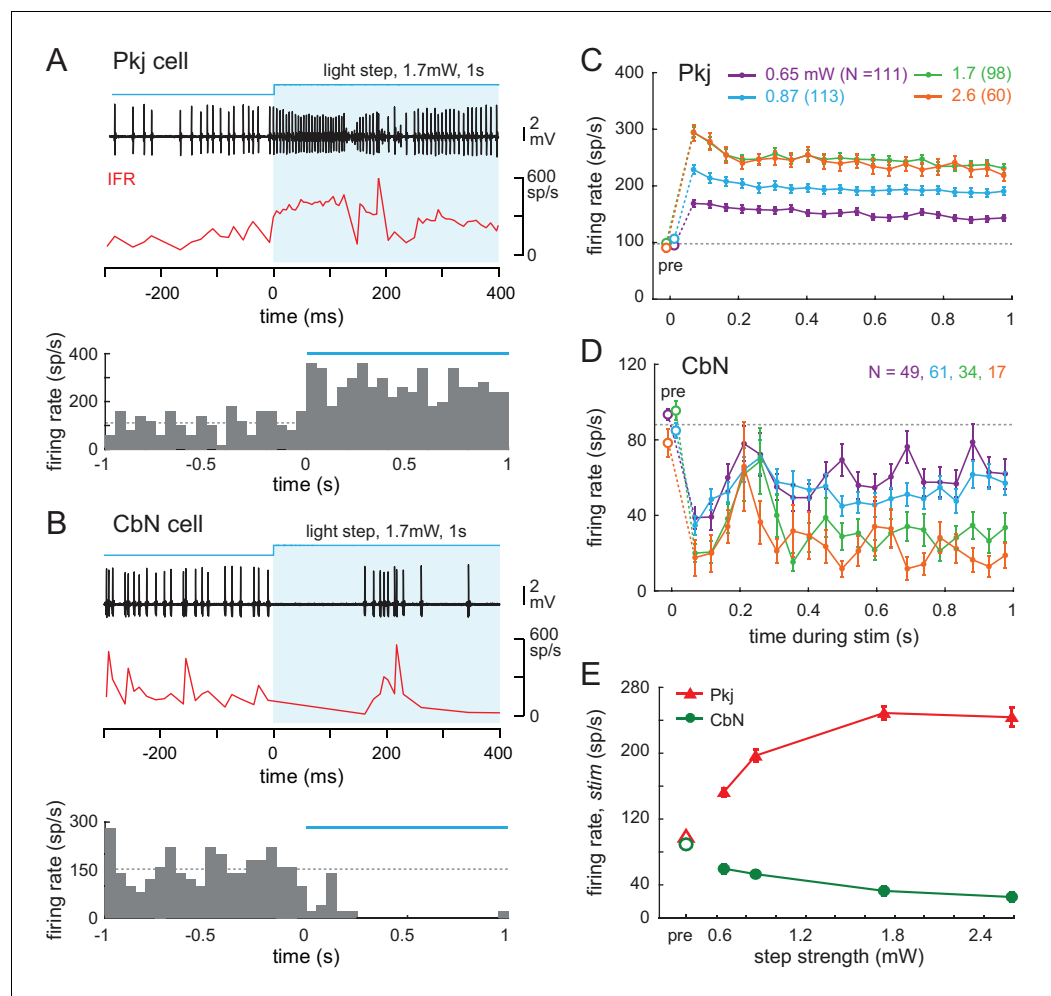 A
Pkj cell
light step, 1.7mW, 1s
2
mV
IFR
600
sp/s
0
-200 0 200 400
time (ms)
firing rate (sp/s)
400
200
0
-1 -0.5 0 0.5 1
time (s)
B
CbN cell
light step, 1.7mW, 1s
2
mV
600
sp/s
0
-200 0 200 400
time (ms)
firing rate (sp/s)
300
150
0
-1 -0.5 0 0.5 1
time (s)
C
Pkj
0.65 mW (N =111)
1.7 (98)
0.87 (113)
2.6 (60)
firing rate (sp/s)
400
300
200
100
0
pre
0 0.2 0.4 0.6 0.8 1
D
CbN
N = 49, 61, 34, 17
pre
firing rate (sp/s)
120
80
40
0
0 0.2 0.4 0.6 0.8 1
time during stim (s)
E
Pkj
CbN
firing rate, stim (sp/s)
280
200
120
80
40
0
pre 0.6 1.2 1.8 2.4
step strength (mW)